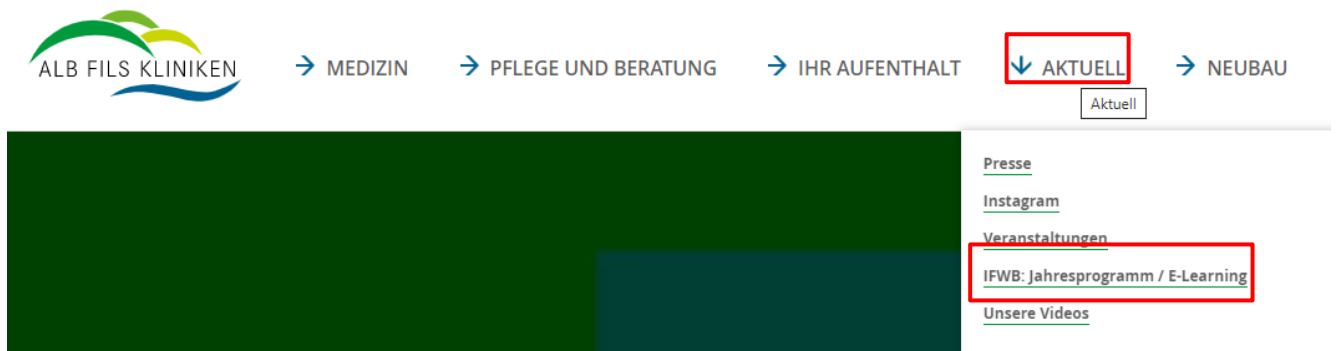 ALB FILS KLINIKEN
→ MEDIZIN → PFLEGE UND BERATUNG → IHR AUFENTHALT ↓ AKTUELL → NEUBAU
Aktuell
Presse
Instagram
Veranstaltungen
IFWB: Jahresprogramm / E-Learning
Unsere Videos